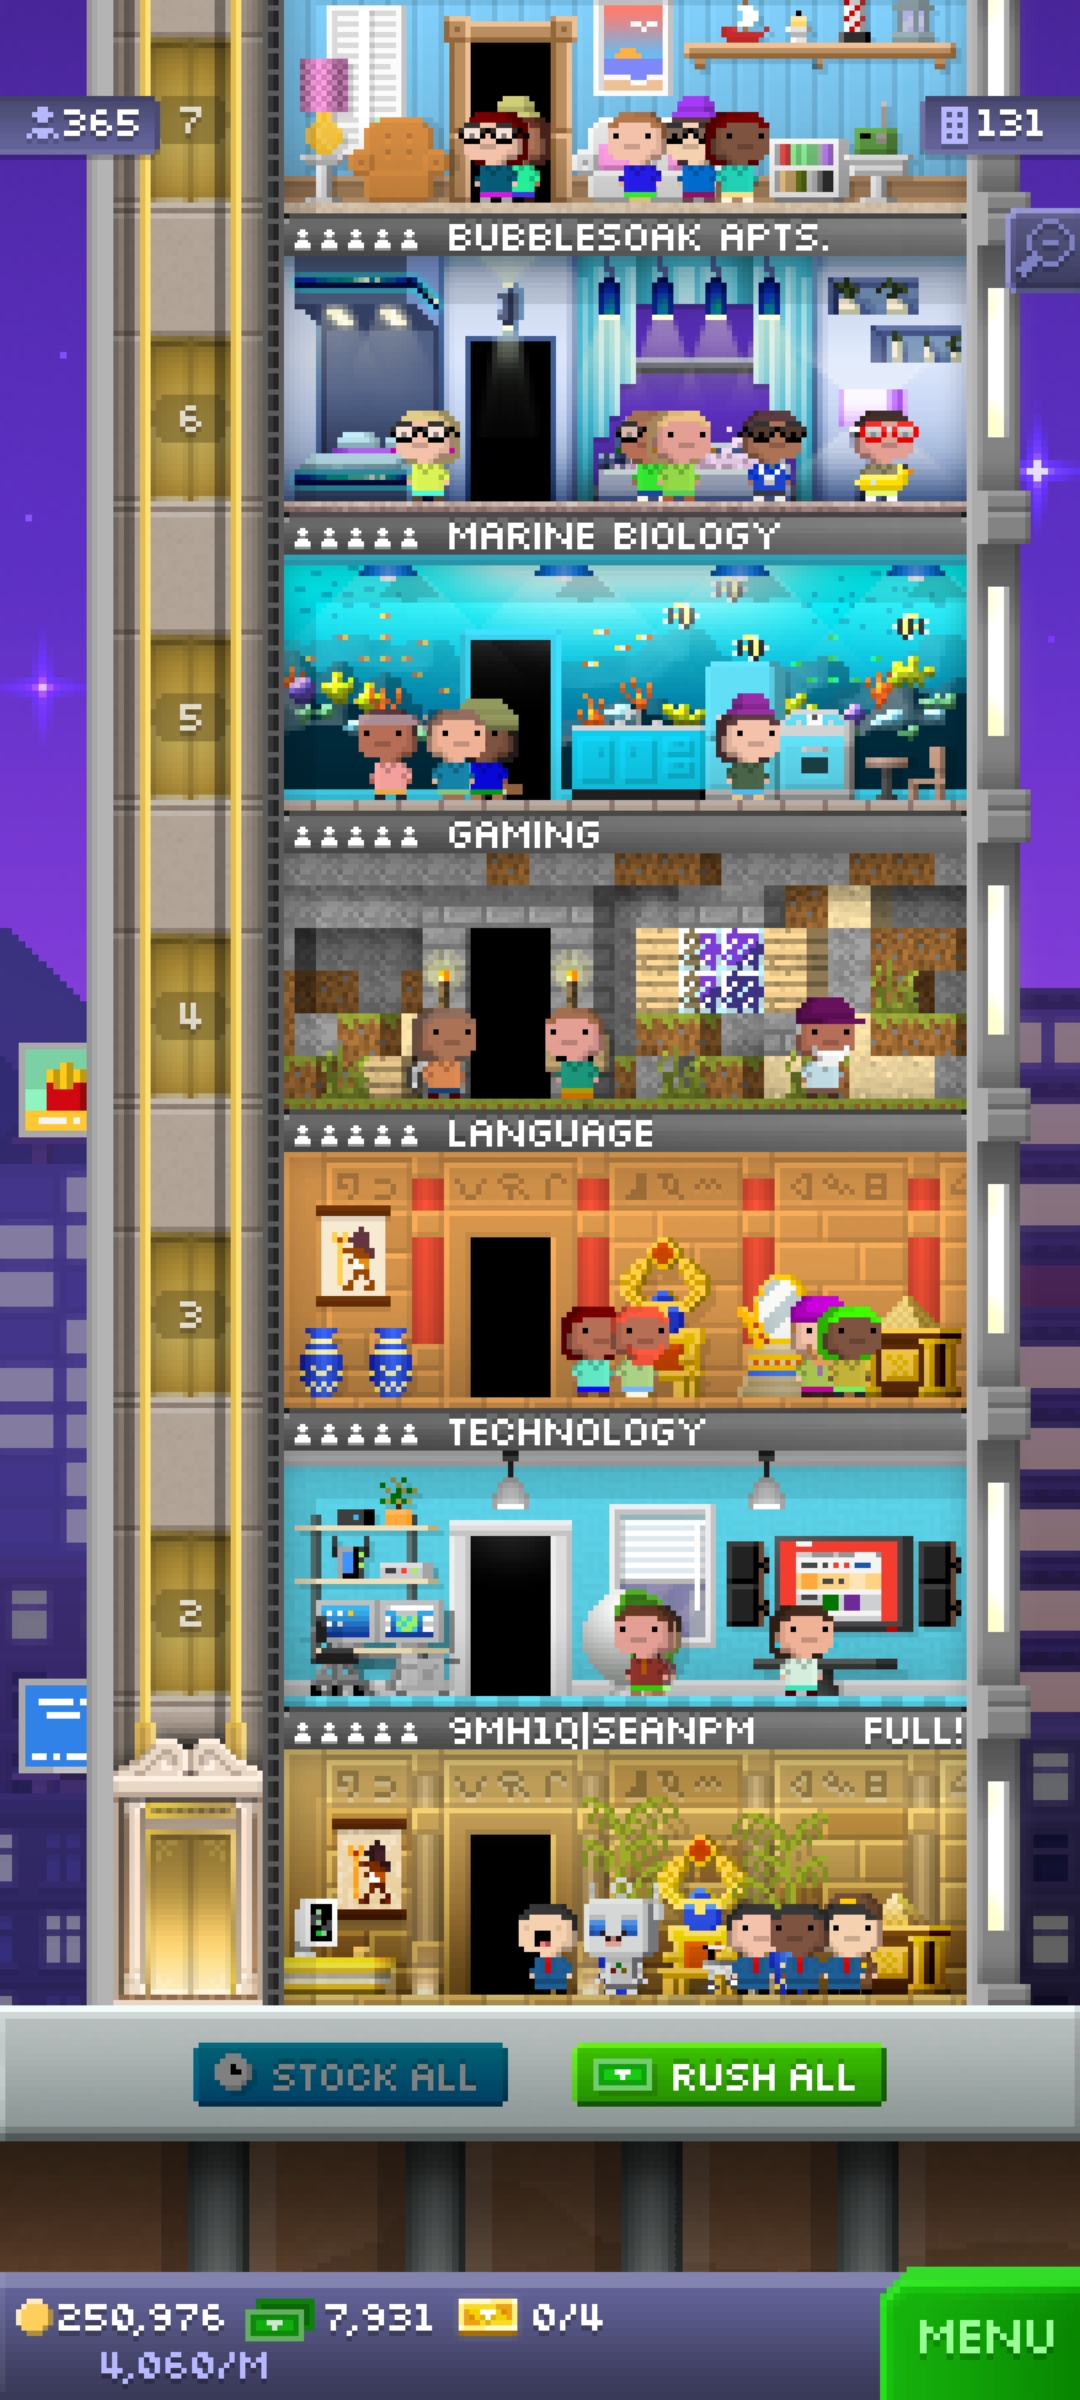 365
7
131
BUBBLESOAK APTS.
6
MARINE BIOLOGY
5
GAMING
4
LANGUAGE
3
TECHNOLOGY
2
9MH1Q|SEANPM FULL!
STOCK ALL
RUSH ALL
250,976 7,931 0/4
4,060/M
MENU